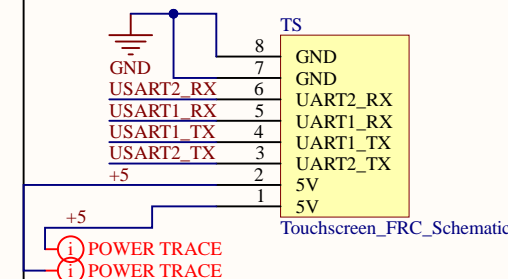 TS
8 GND
GND 7 GND
USART2_RX 6 UART2_RX
USART1_RX 5 UART1_RX
USART1_TX 4 UART1_TX
USART2_TX 3 UART2_TX
+5 2 5V
1 5V
+5 Touchscreen_FRC_Schematic
i POWER TRACE
i POWER TRACE